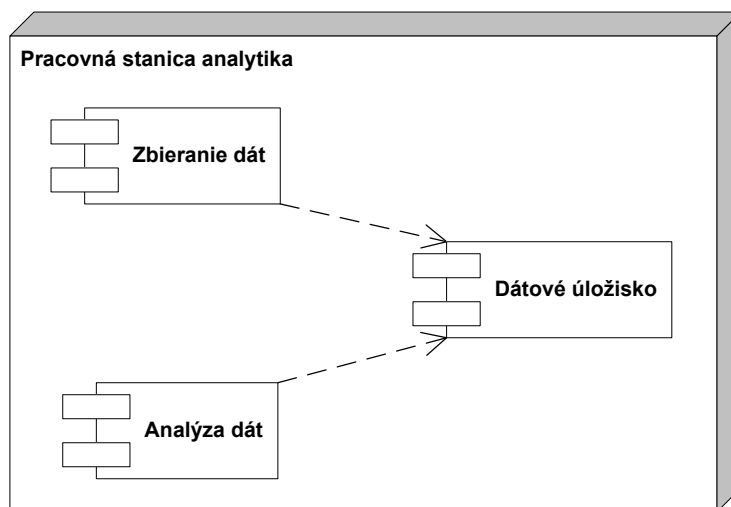 Pracovná stanica analytika
Zbieranie dát
Dátové úložisko
Analýza dát